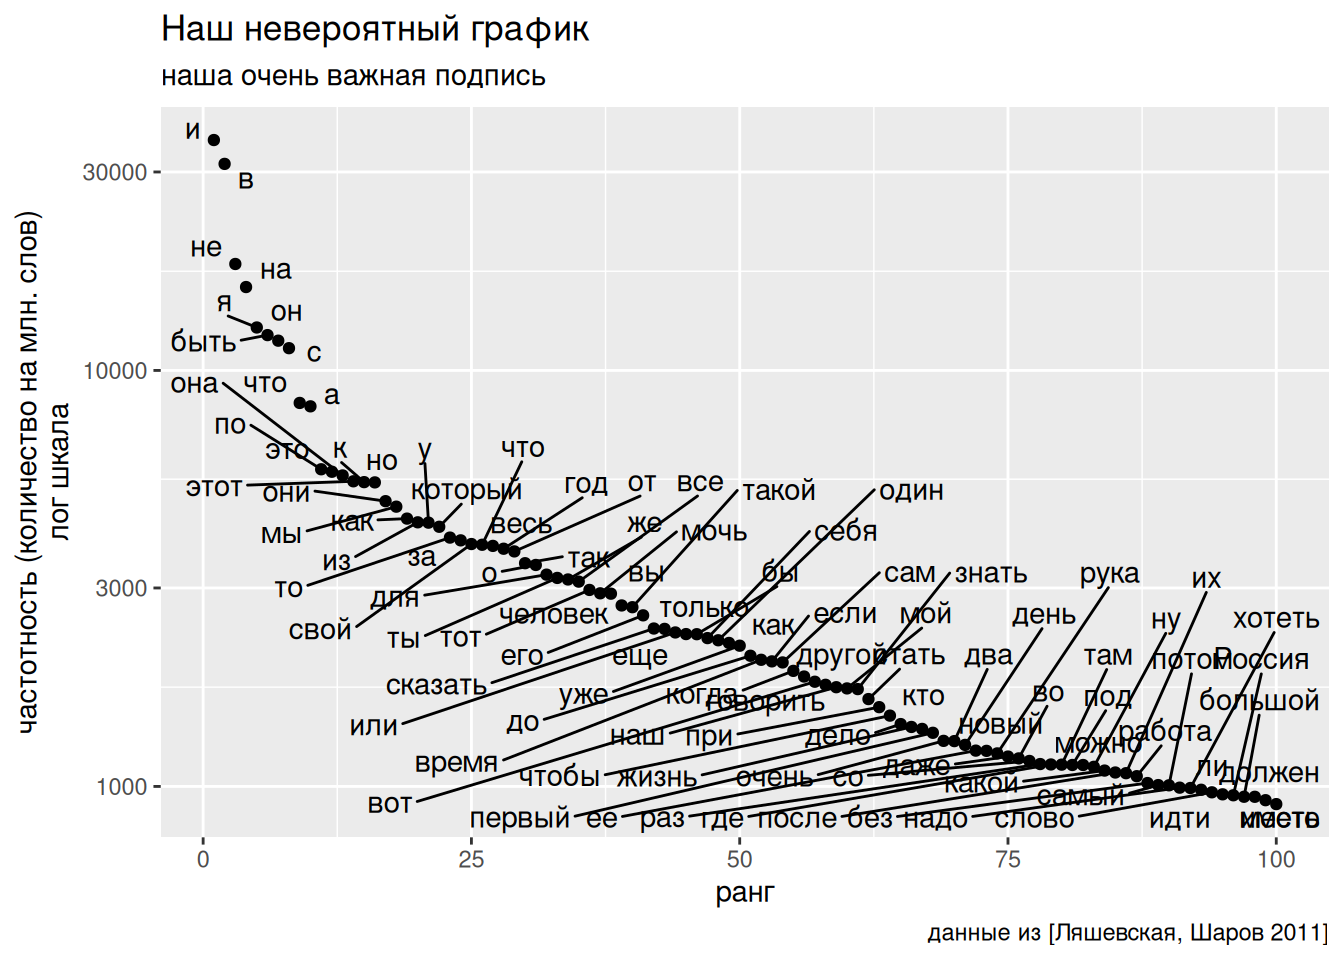 Наш невероятный график
наша очень важная подпись
частотность (количество на млн. слов)
лог шкала
30000
10000
3000
1000
и
в
не
на
я
он
быть
с
она
что
а
по
это
к
но
у
что
этот
они
который
год
от
все
такой
один
мы
как
весь
же
мочь
себя
из
за
так
о
вы
бы
сам
знать
рука
их
то
для
человек
только
если
мой
день
ну
хотеть
свой
ты
тот
как
его
еще
другой
стать
два
там
потом
Россия
сказать
уже
когда
говорить
кто
во
под
большой
или
до
наш
при
дело
новый
можно
работа
время
чтобы
жизнь
очень
со
даже
какой
ли
должен
вот
самый
первый
ее
раз
где
после
без
надо
слово
идти
иметь
0
25
50
75
100
ранг
данные из [Ляшевская, Шаров 2011]